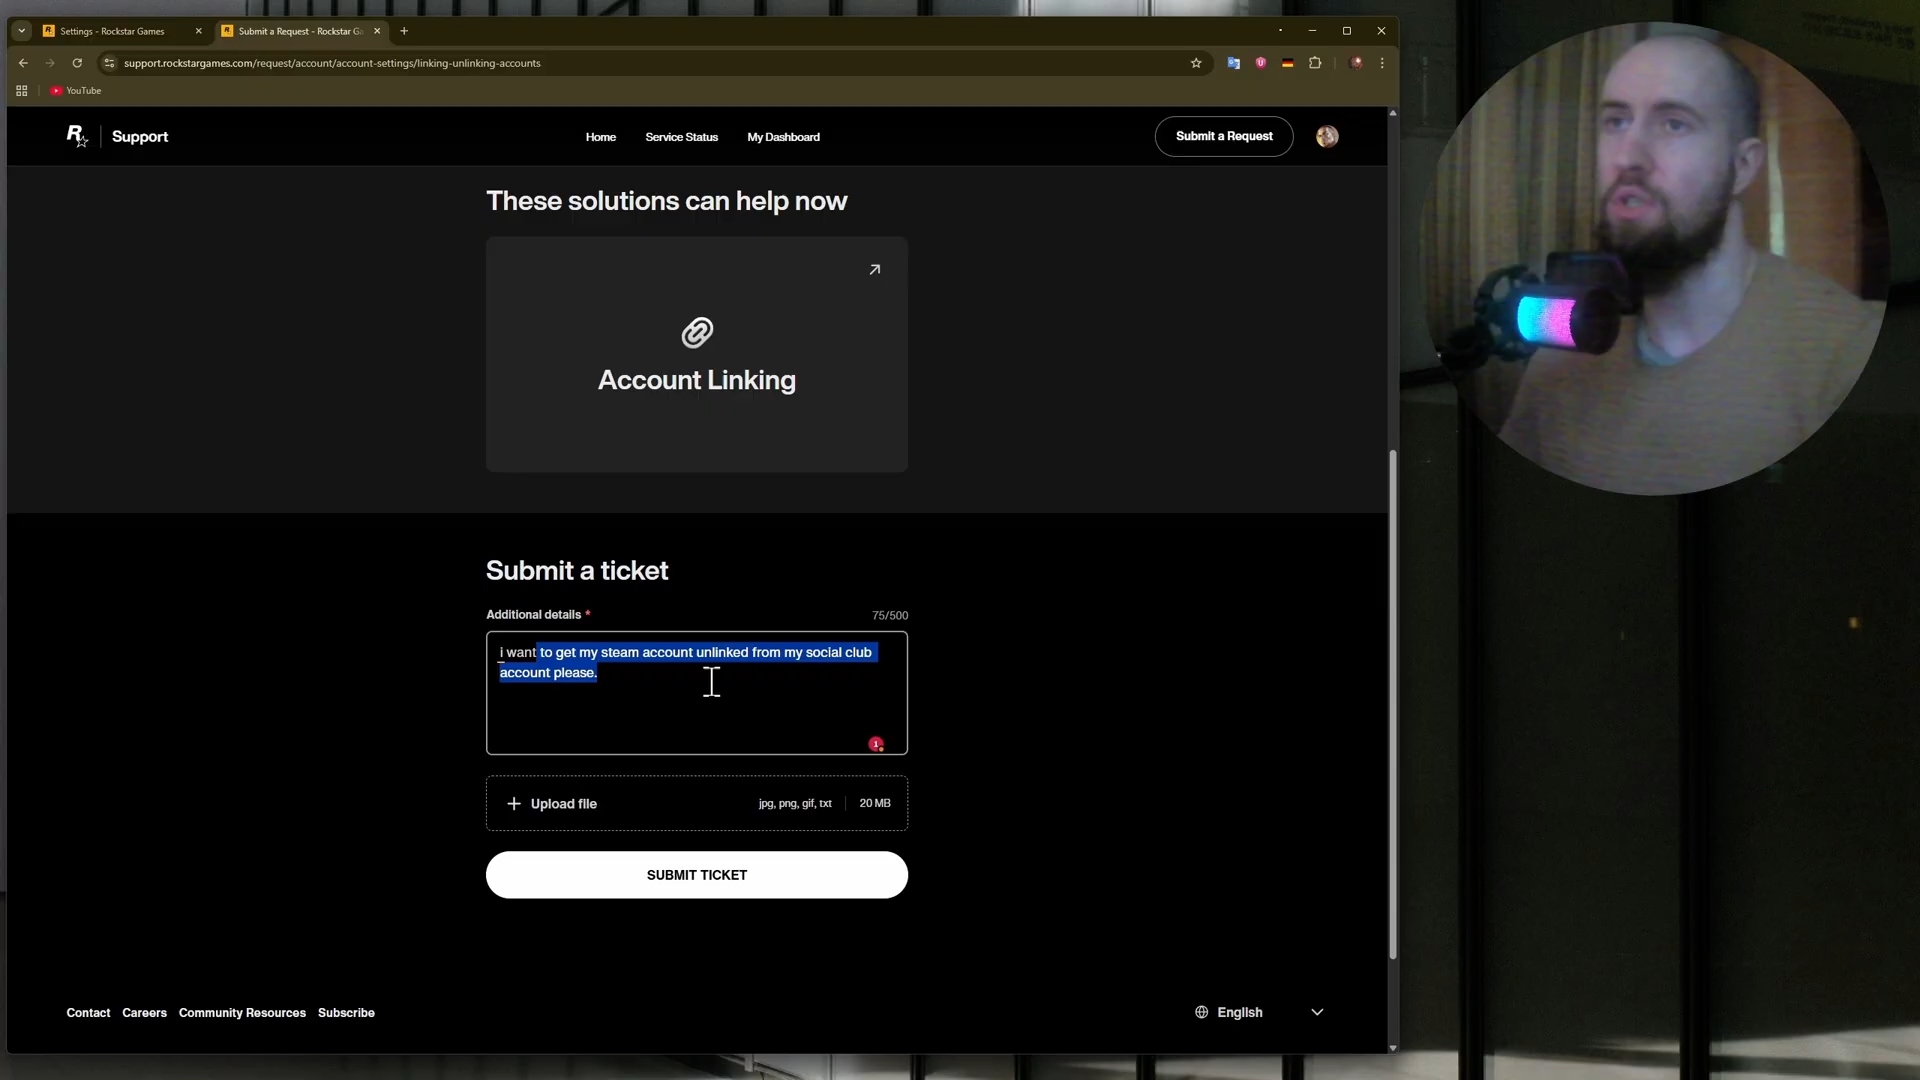 Settings - Rockstar Games
Submit a Request - Rockstar Ga
support.rockstargames.com/request/account/account-settings/linking-unlinking-accounts
YouTube
R
Support
Home
Service Status
My Dashboard
Submit a Request
These solutions can help now
Account Linking
Submit a ticket
Additional details *
75/500
i want to get my steam account unlinked from my social club
account please.
1
Upload file
jpg, png, gif, txt
20 MB
SUBMIT TICKET
Contact
Careers
Community Resources
Subscribe
English